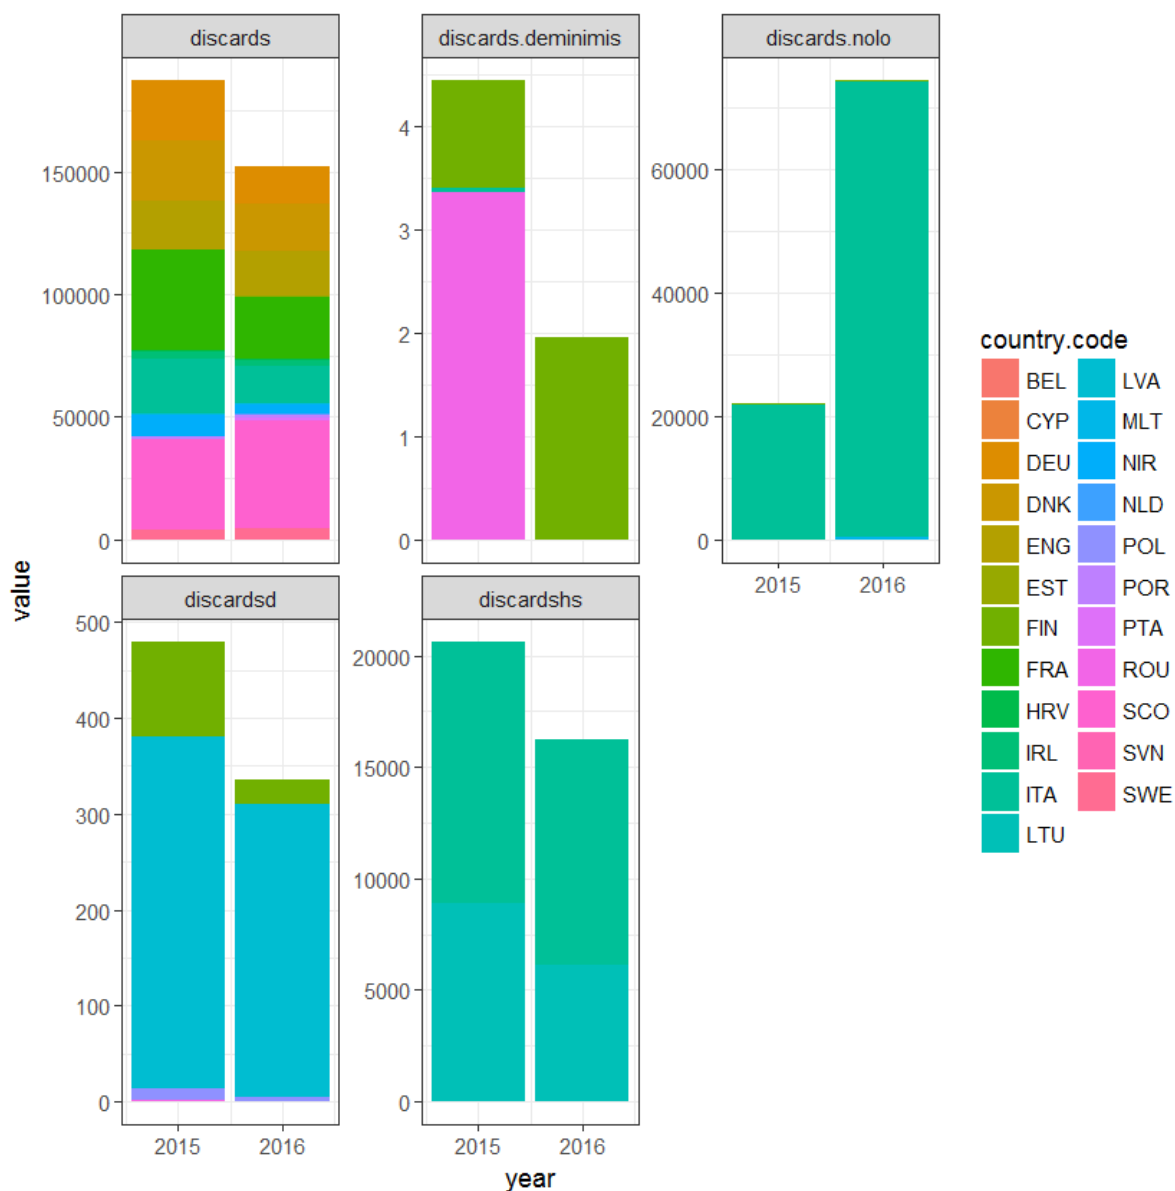 discards
discards.deminimis
discards.nolo
150000
100000
50000
0
4
3
2
1
0
60000
40000
20000
0
2015
2016
value
discardsd
discardshs
500
400
300
200
100
0
20000
15000
10000
5000
0
2015
2016
2015
2016
year
country.code
BEL
CYP
DEU
DNK
ENG
EST
FIN
FRA
HRV
IRL
ITA
LTU
LVA
MLT
NIR
NLD
POL
POR
PTA
ROU
SCO
SVN
SWE